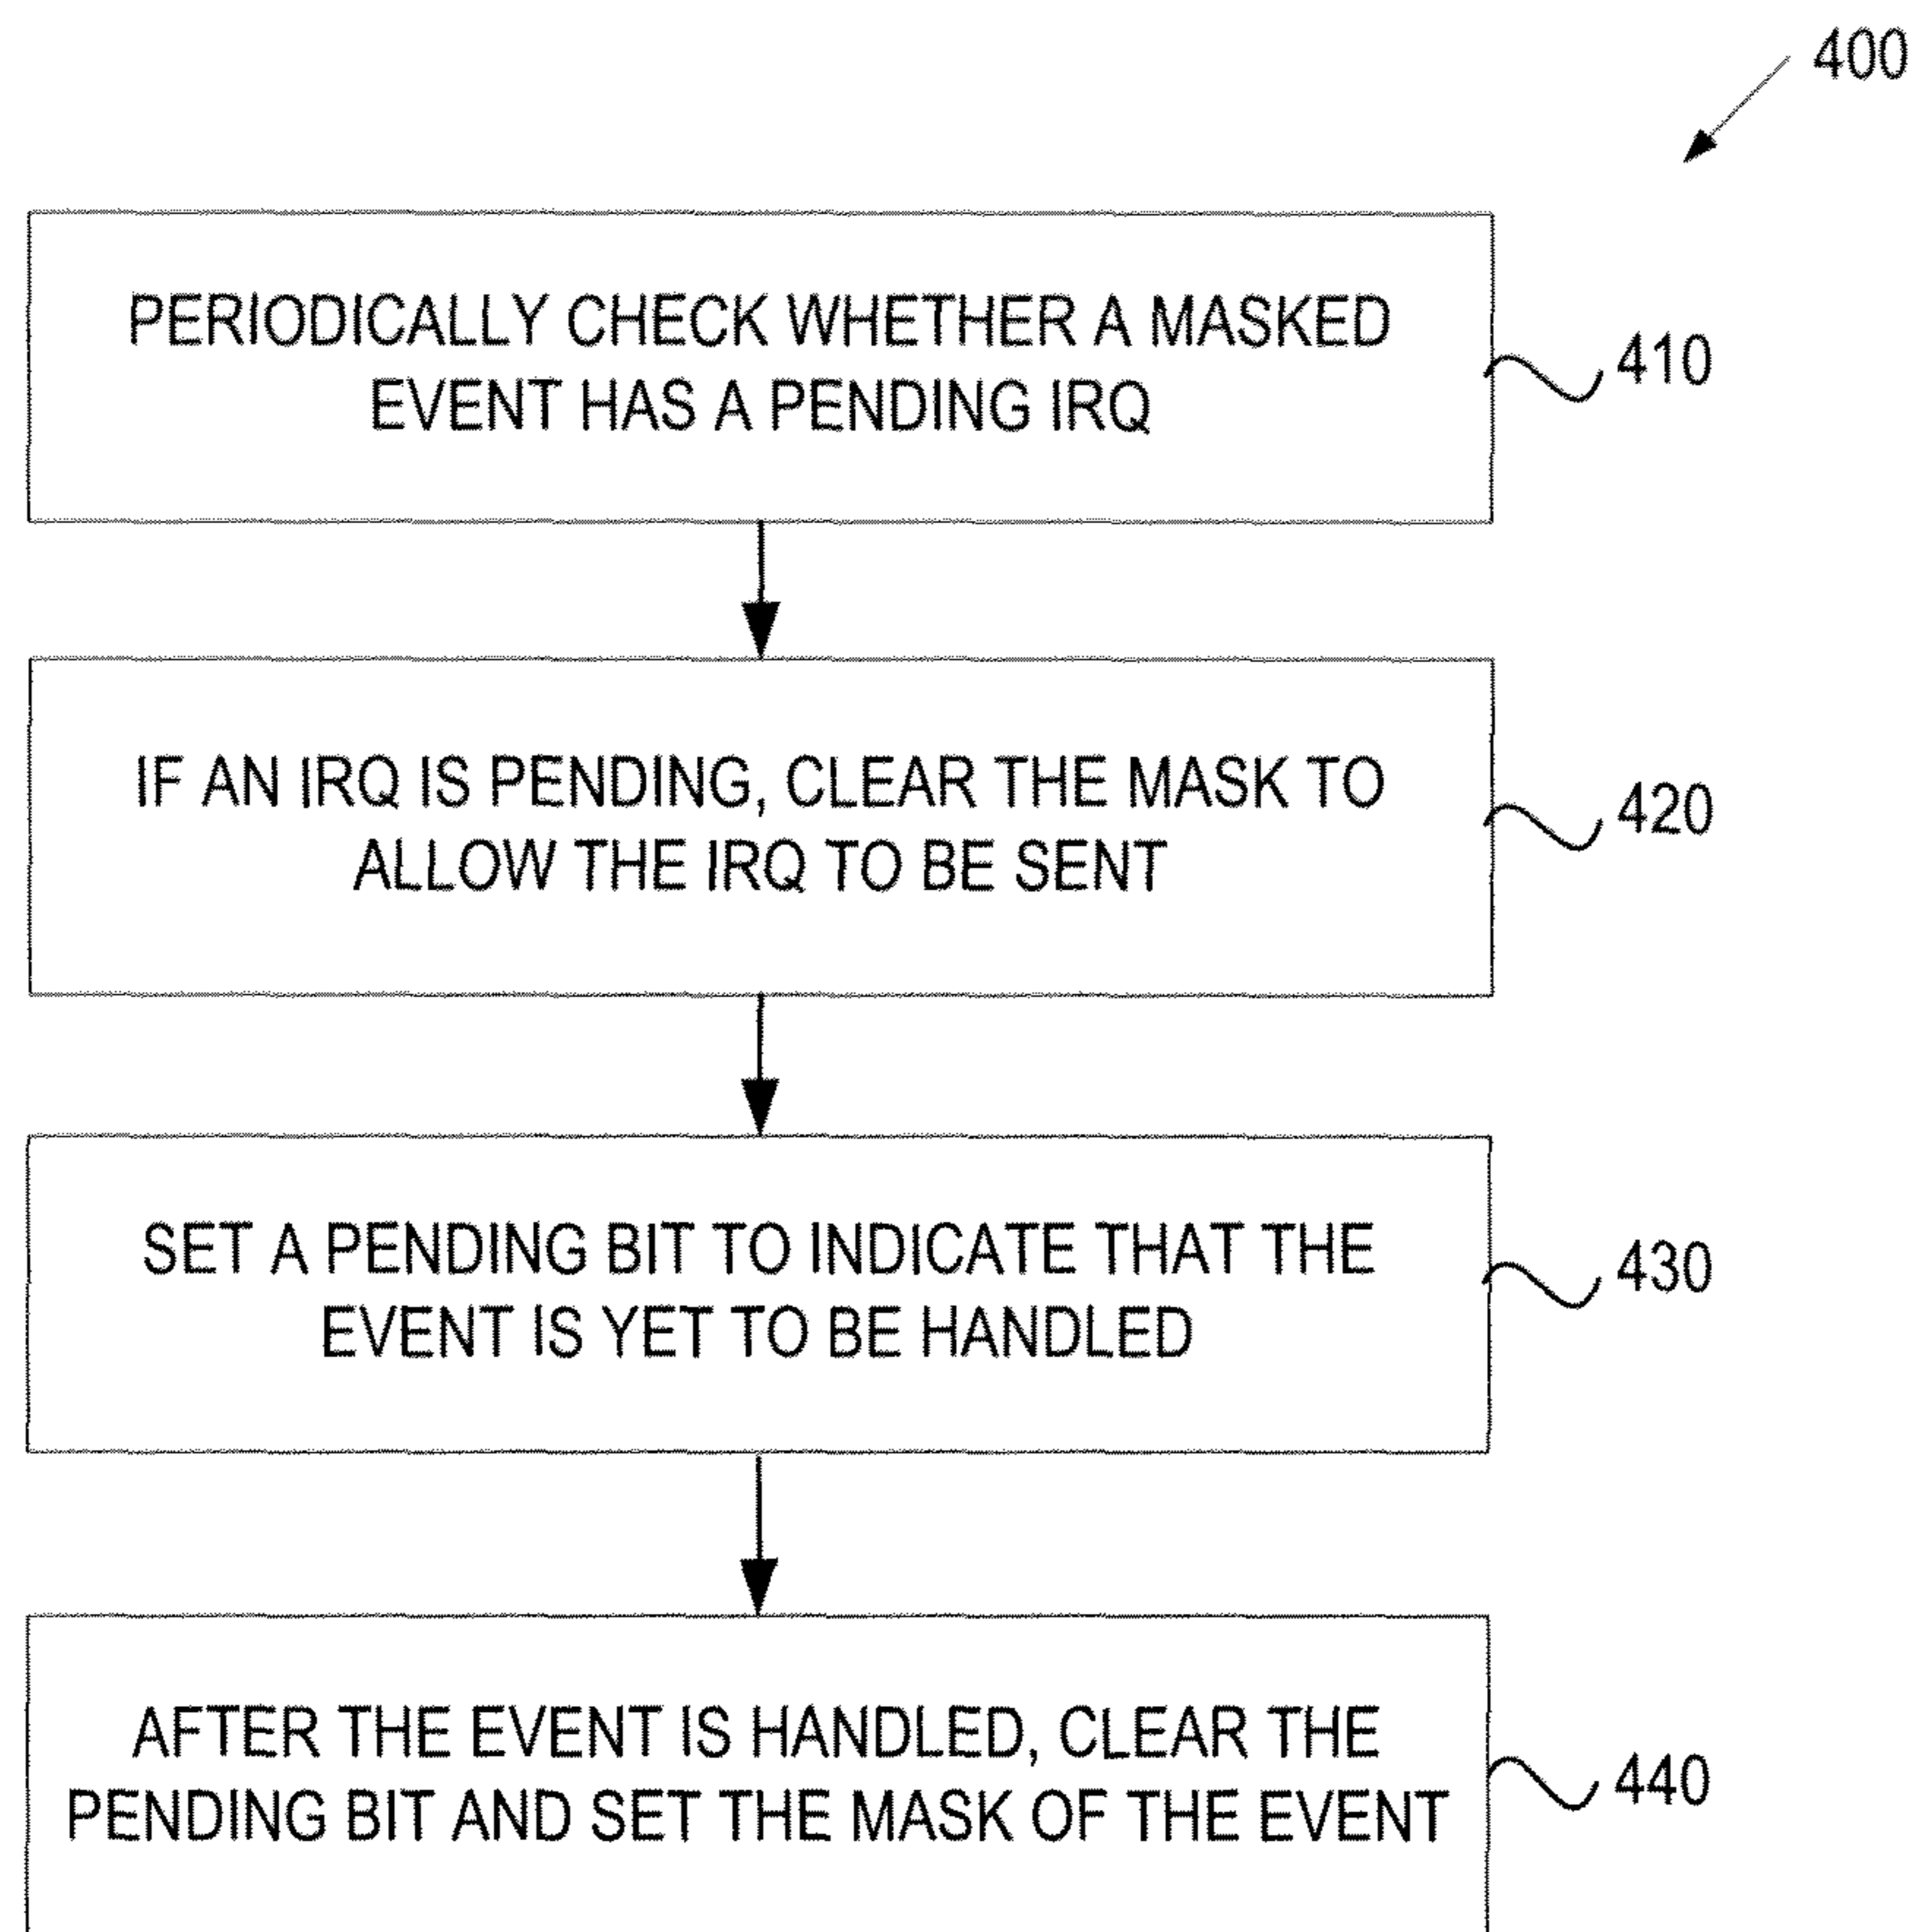 400
PERIODICALLY CHECK WHETHER A MASKED
EVENT HAS A PENDING IRQ
410
IF AN IRQ IS PENDING, CLEAR THE MASK TO
ALLOW THE IRQ TO BE SENT
420
SET A PENDING BIT TO INDICATE THAT THE
EVENT IS YET TO BE HANDLED
430
AFTER THE EVENT IS HANDLED, CLEAR THE
PENDING BIT AND SET THE MASK OF THE EVENT
440